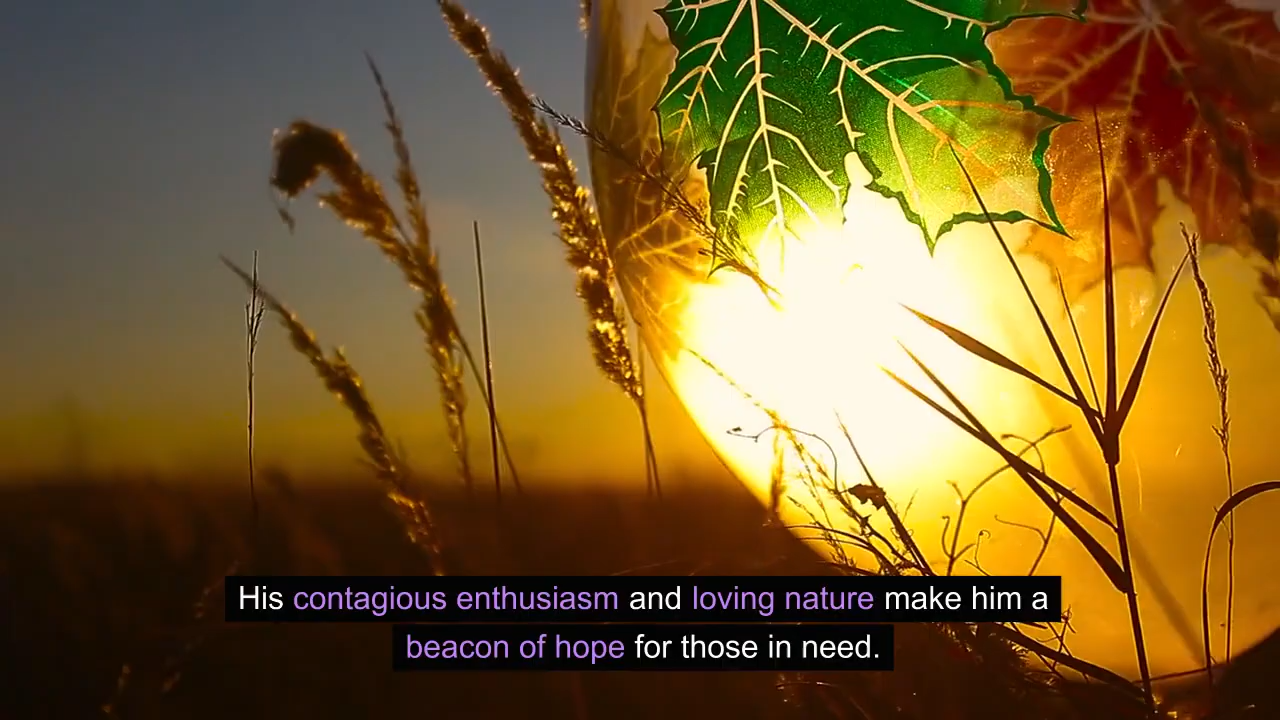 His contagious enthusiasm and loving nature make him a
beacon of hope for those in need.